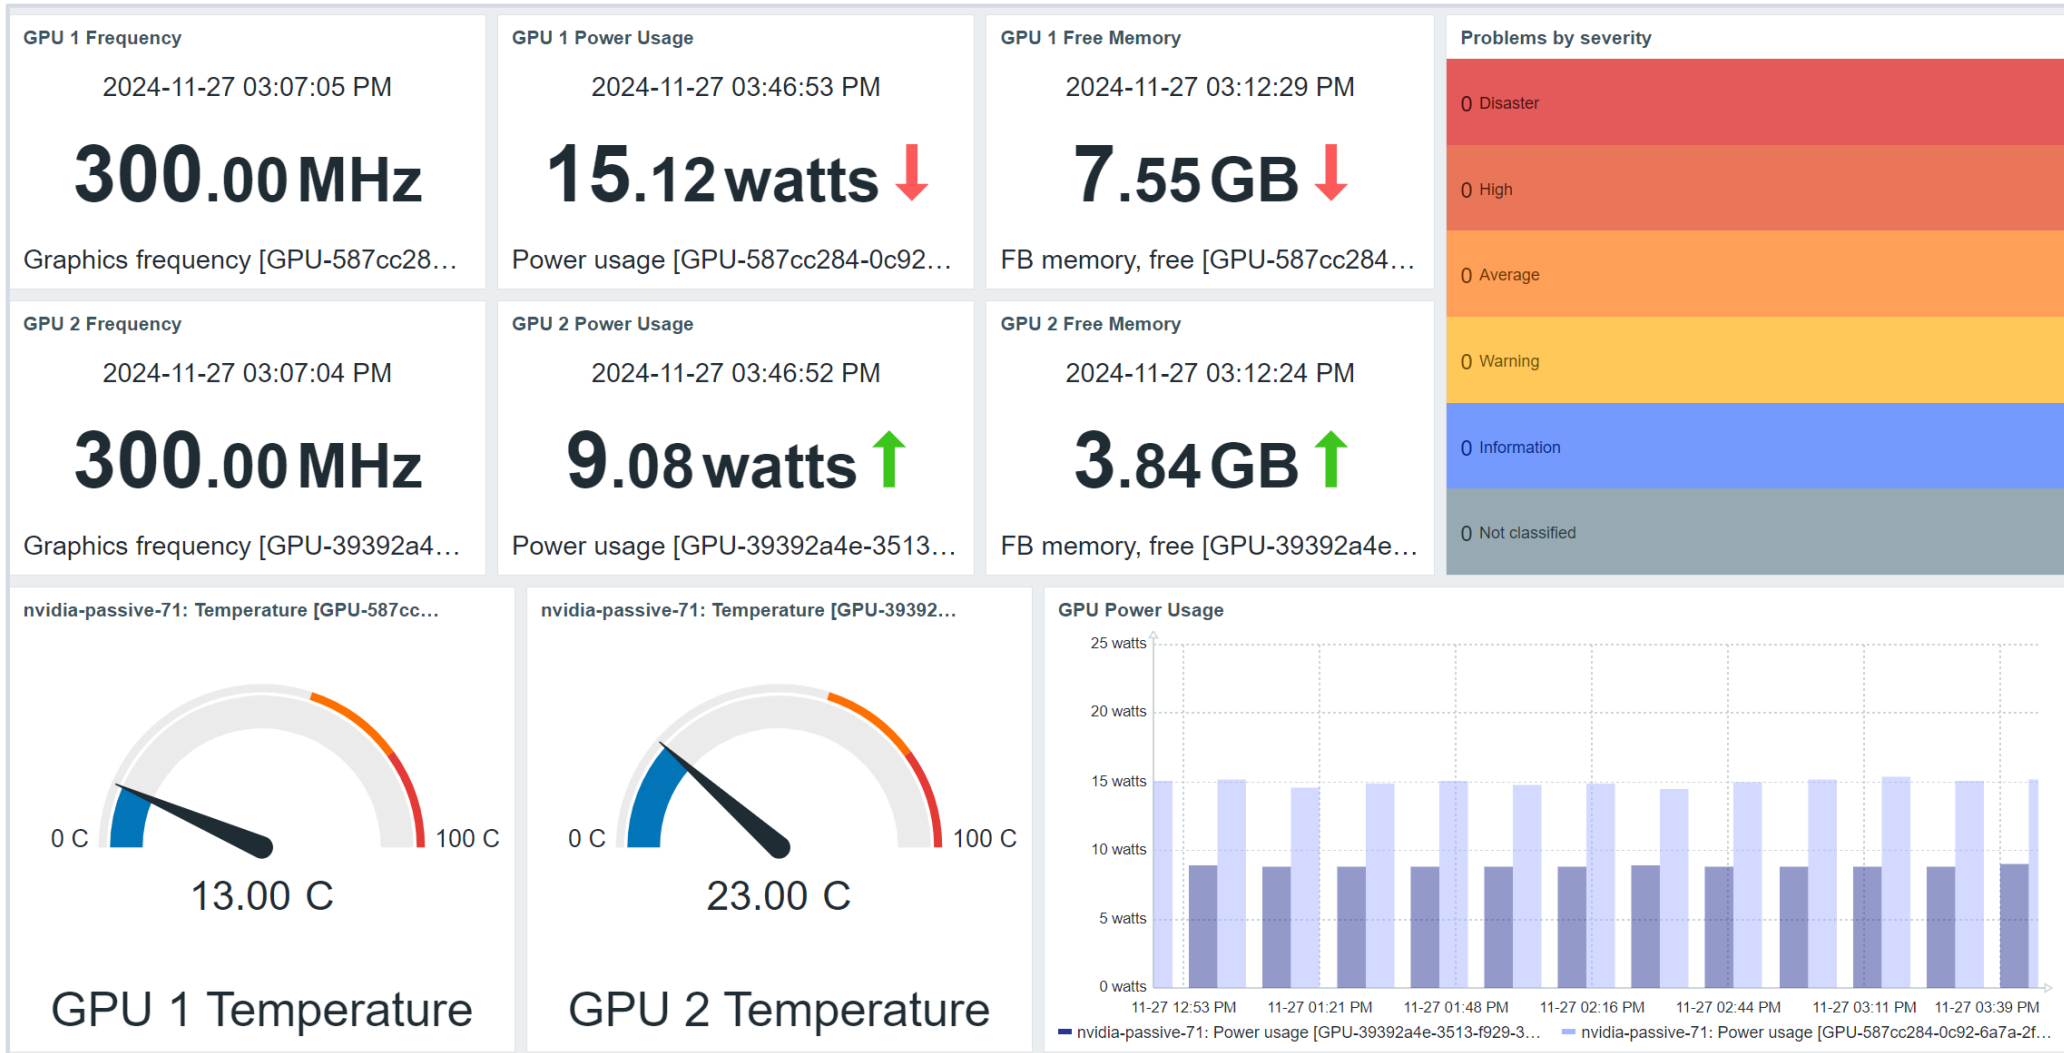 GPU 1 Frequency
2024-11-27 03:07:05 PM
300.00 MHz
Graphics frequency [GPU-587cc28…
GPU 1 Power Usage
2024-11-27 03:46:53 PM
15.12 watts
Power usage [GPU-587cc284-0c92…
GPU 1 Free Memory
2024-11-27 03:12:29 PM
7.55 GB
FB memory, free [GPU-587cc284…
Problems by severity
0 Disaster
0 High
0 Average
0 Warning
0 Information
0 Not classified
GPU 2 Frequency
2024-11-27 03:07:04 PM
300.00 MHz
Graphics frequency [GPU-39392a4…
GPU 2 Power Usage
2024-11-27 03:46:52 PM
9.08 watts
Power usage [GPU-39392a4e-3513…
GPU 2 Free Memory
2024-11-27 03:12:24 PM
3.84 GB
FB memory, free [GPU-39392a4e…
nvidia-passive-71: Temperature [GPU-587cc…
0 C
100 C
13.00 C
GPU 1 Temperature
nvidia-passive-71: Temperature [GPU-39392…
0 C
100 C
23.00 C
GPU 2 Temperature
GPU Power Usage
25 watts
20 watts
15 watts
10 watts
5 watts
0 watts
11-27 12:53 PM
11-27 01:21 PM
11-27 01:48 PM
11-27 02:16 PM
11-27 02:44 PM
11-27 03:11 PM
11-27 03:39 PM
nvidia-passive-71: Power usage [GPU-39392a4e-3513-f929-3…
nvidia-passive-71: Power usage [GPU-587cc284-0c92-6a7a-2f…